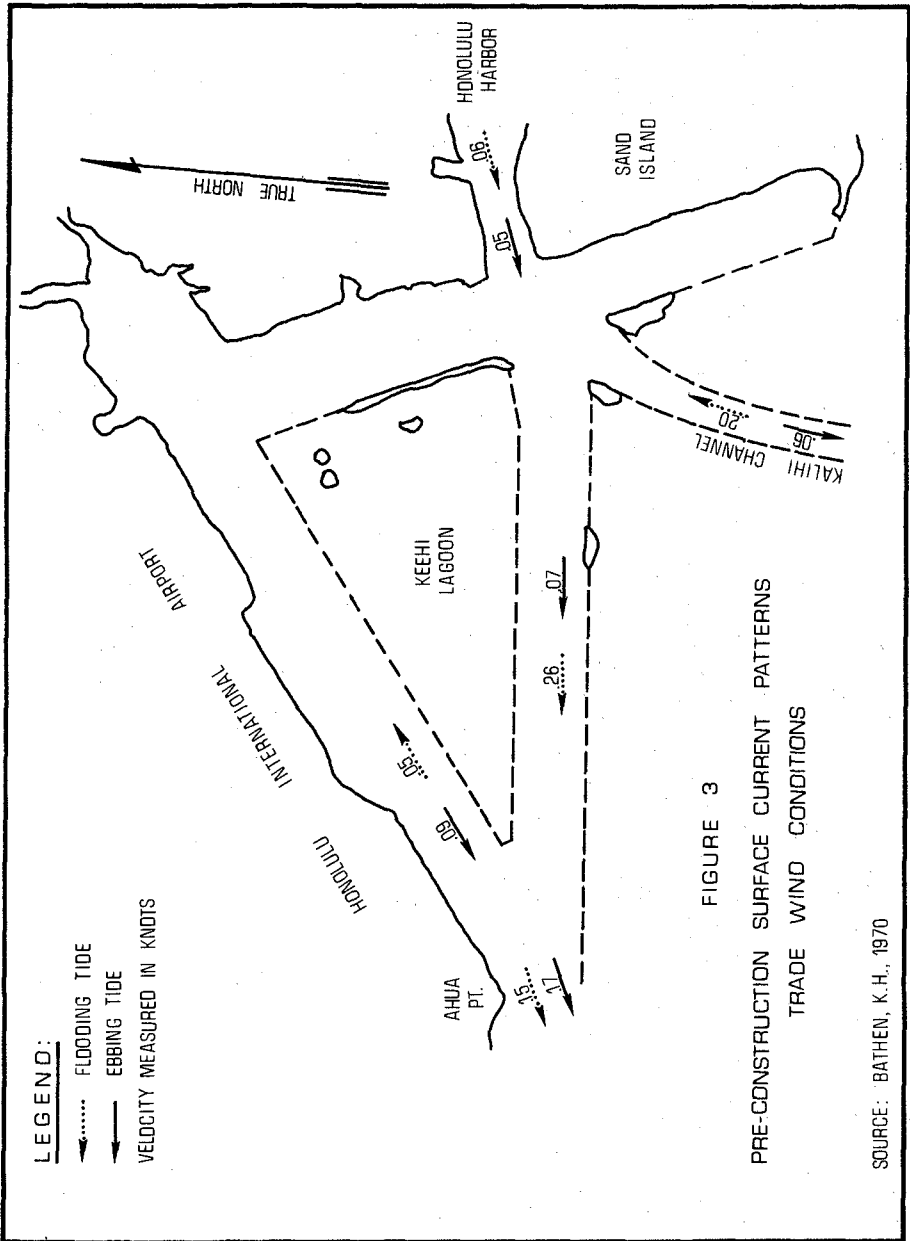 LEGEND:
FLOODING TIDE
EBBING TIDE
VELOCITY MEASURED IN KNOTS
TRUE NORTH
HONOLULU
HARBOR
.06
.05
SAND
ISLAND
AIRPORT
INTERNATIONAL
HONOLULU
KEEHI
LAGOON
.20
.06
KALIHI CHANNEL
.07
.26
.05
.09
AHUA
PT.
.15
.17
FIGURE 3
PRE-CONSTRUCTION SURFACE CURRENT PATTERNS
TRADE WIND CONDITIONS
SOURCE: BATHEN, K.H., 1970